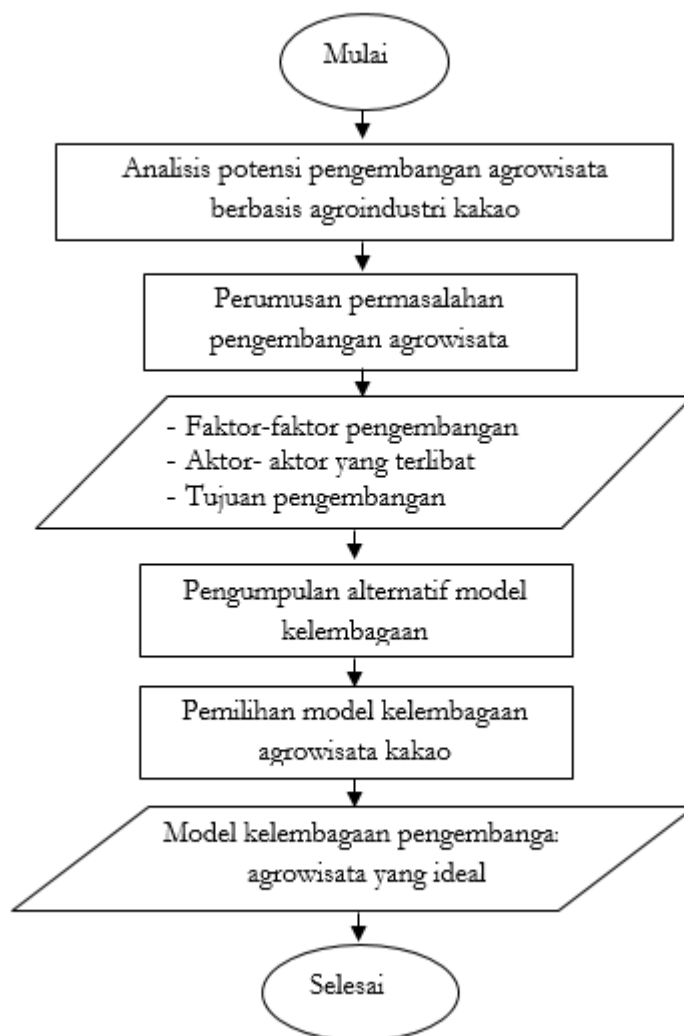 Mulai
Analisis potensi pengembangan agrowisata
berbasis agroindustri kakao
Perumusan permasalahan
pengembangan agrowisata
- Faktor-faktor pengembangan
- Aktor- aktor yang terlibat
- Tujuan pengembangan
Pengumpulan alternatif model
kelembagaan
Pemilihan model kelembagaan
agrowisata kakao
Model kelembagaan pengembanga:
agrowisata yang ideal
Selesai